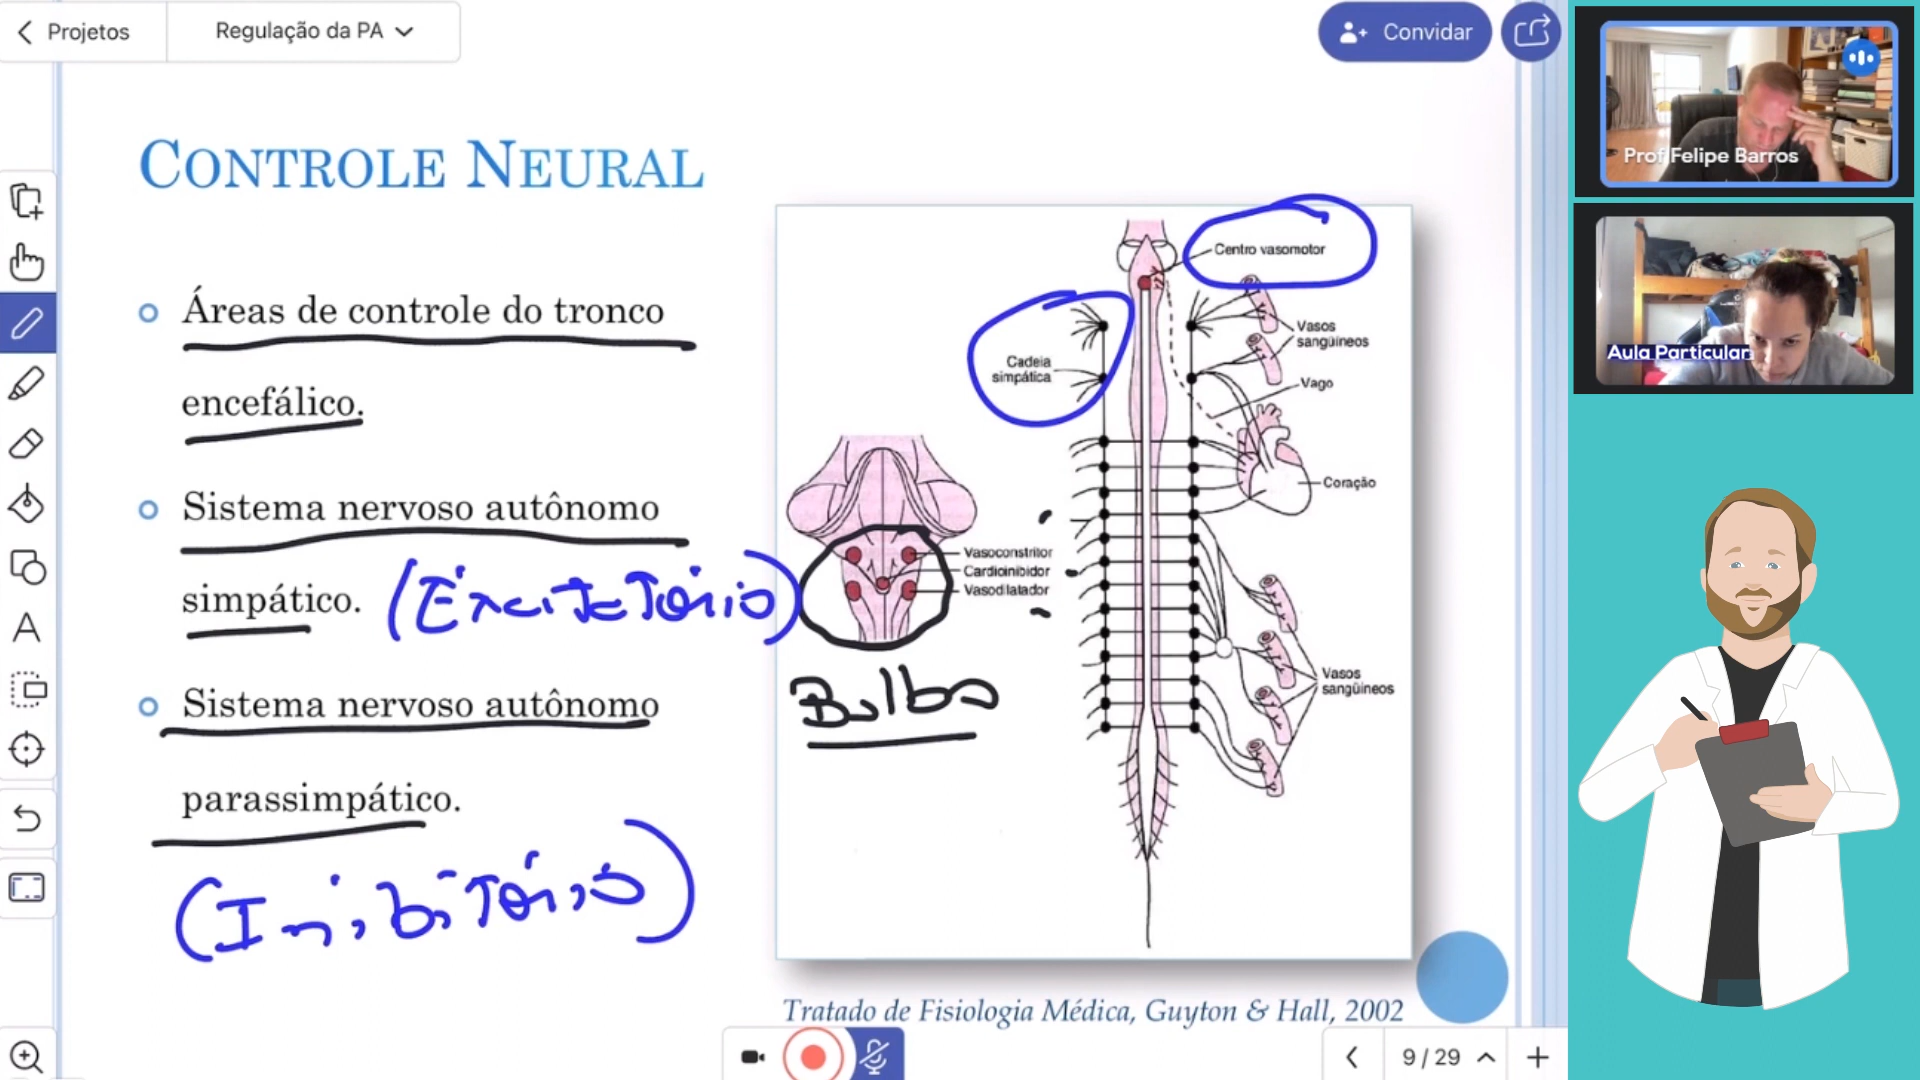 Projetos
Regulação da PA
Convidar
CONTROLE NEURAL
Áreas de controle do tronco
encefálico.
Sistema nervoso autônomo
simpático. (Excitatório)
Sistema nervoso autônomo
parassimpático.
(Inibitório)
Centro vasomotor
Vasos
sangüíneos
Cadeia
simpática
Vago
Coração
Vasoconstritor
Cardioinibidor
Vasodilatador
Bulbo
Vasos
sangüíneos
Tratado de Fisiologia Médica, Guyton & Hall, 2002
9 / 29
Prof Felipe Barros
Aula Particular